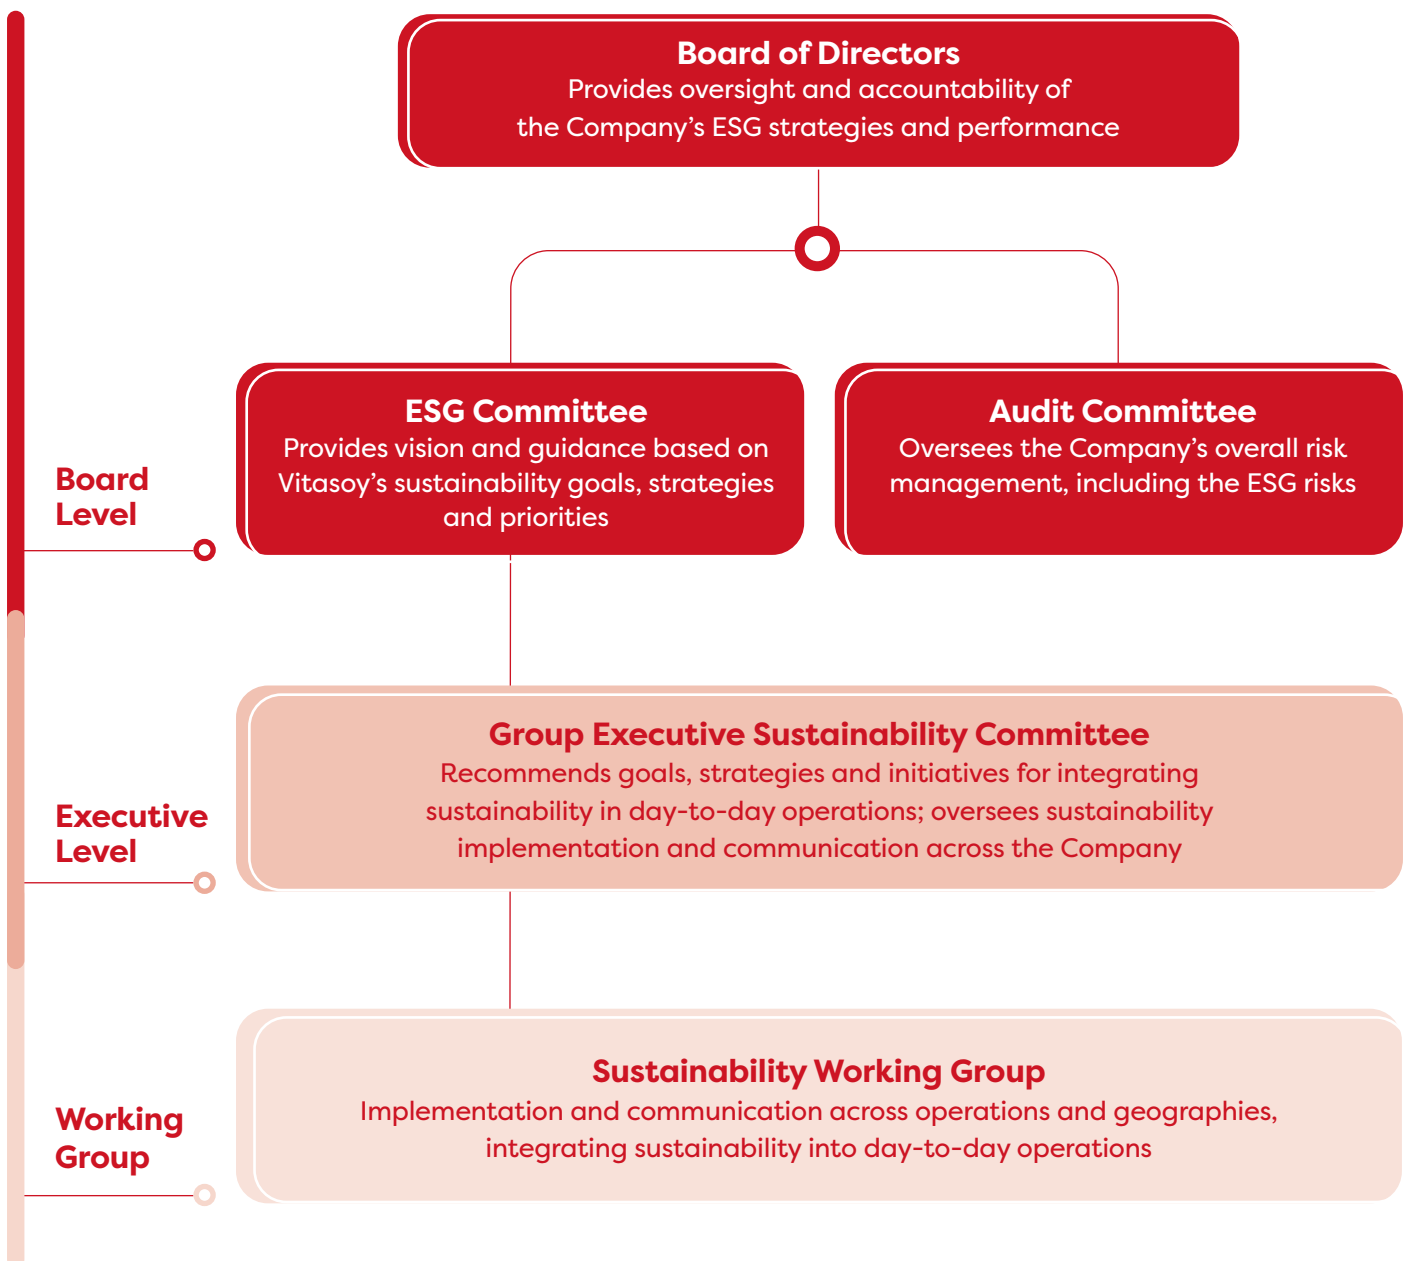 Board of Directors
Provides oversight and accountability of
the Company’s ESG strategies and performance
Board
Level
ESG Committee
Provides vision and guidance based on
Vitasoy’s sustainability goals, strategies
and priorities
Audit Committee
Oversees the Company’s overall risk
management, including the ESG risks
Executive
Level
Group Executive Sustainability Committee
Recommends goals, strategies and initiatives for integrating
sustainability in day-to-day operations; oversees sustainability
implementation and communication across the Company
Working
Group
Sustainability Working Group
Implementation and communication across operations and geographies,
integrating sustainability into day-to-day operations